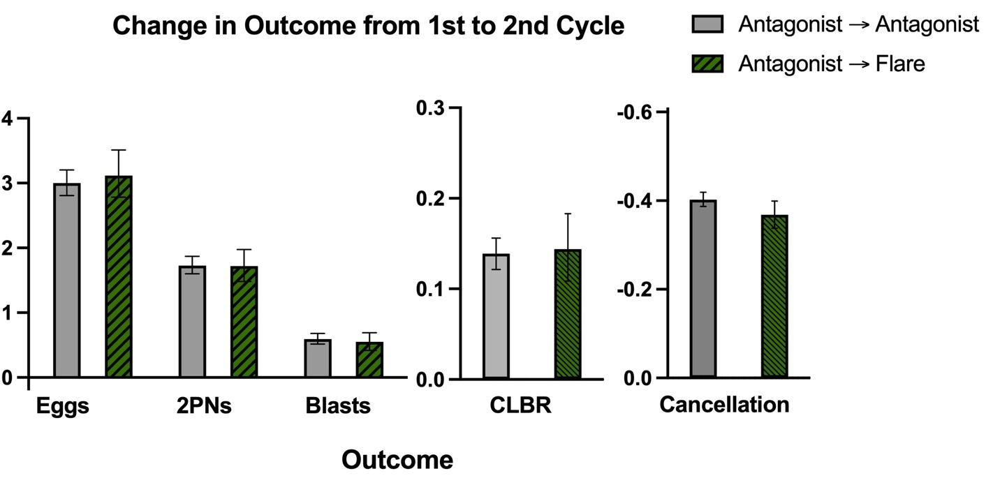 Change in Outcome from 1st to 2nd Cycle
Antagonist → Antagonist
Antagonist → Flare
4
3
2
1
0
Eggs
2PNs
Blasts
0.3
0.2
0.1
0.0
CLBR
-0.6
-0.4
-0.2
0.0
Cancellation
Outcome